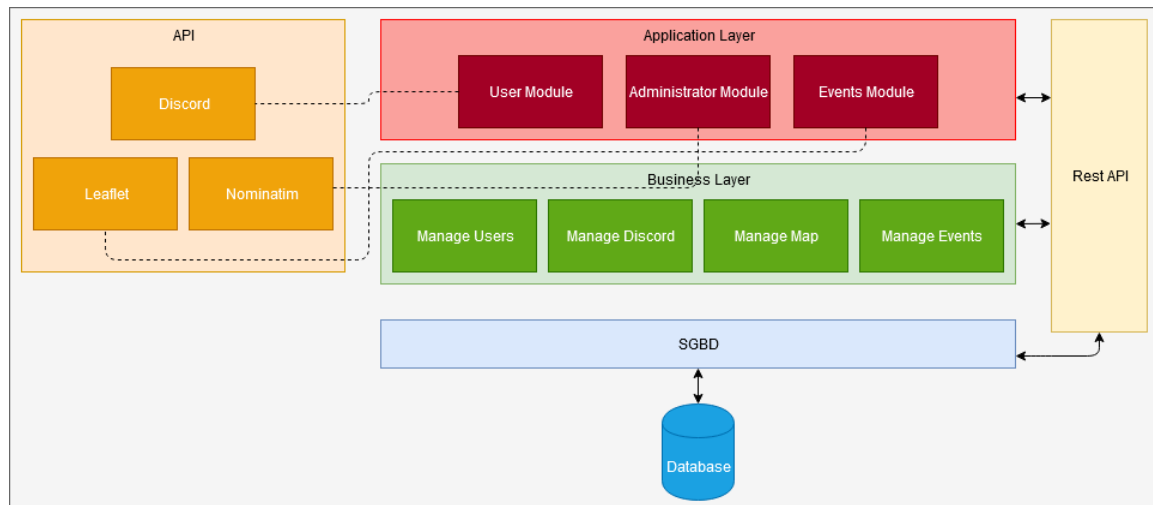 API
Discord
Leaflet
Nominatim
Application Layer
User Module
Administrator Module
Events Module
Business Layer
Manage Users
Manage Discord
Manage Map
Manage Events
Rest API
SGBD
Database